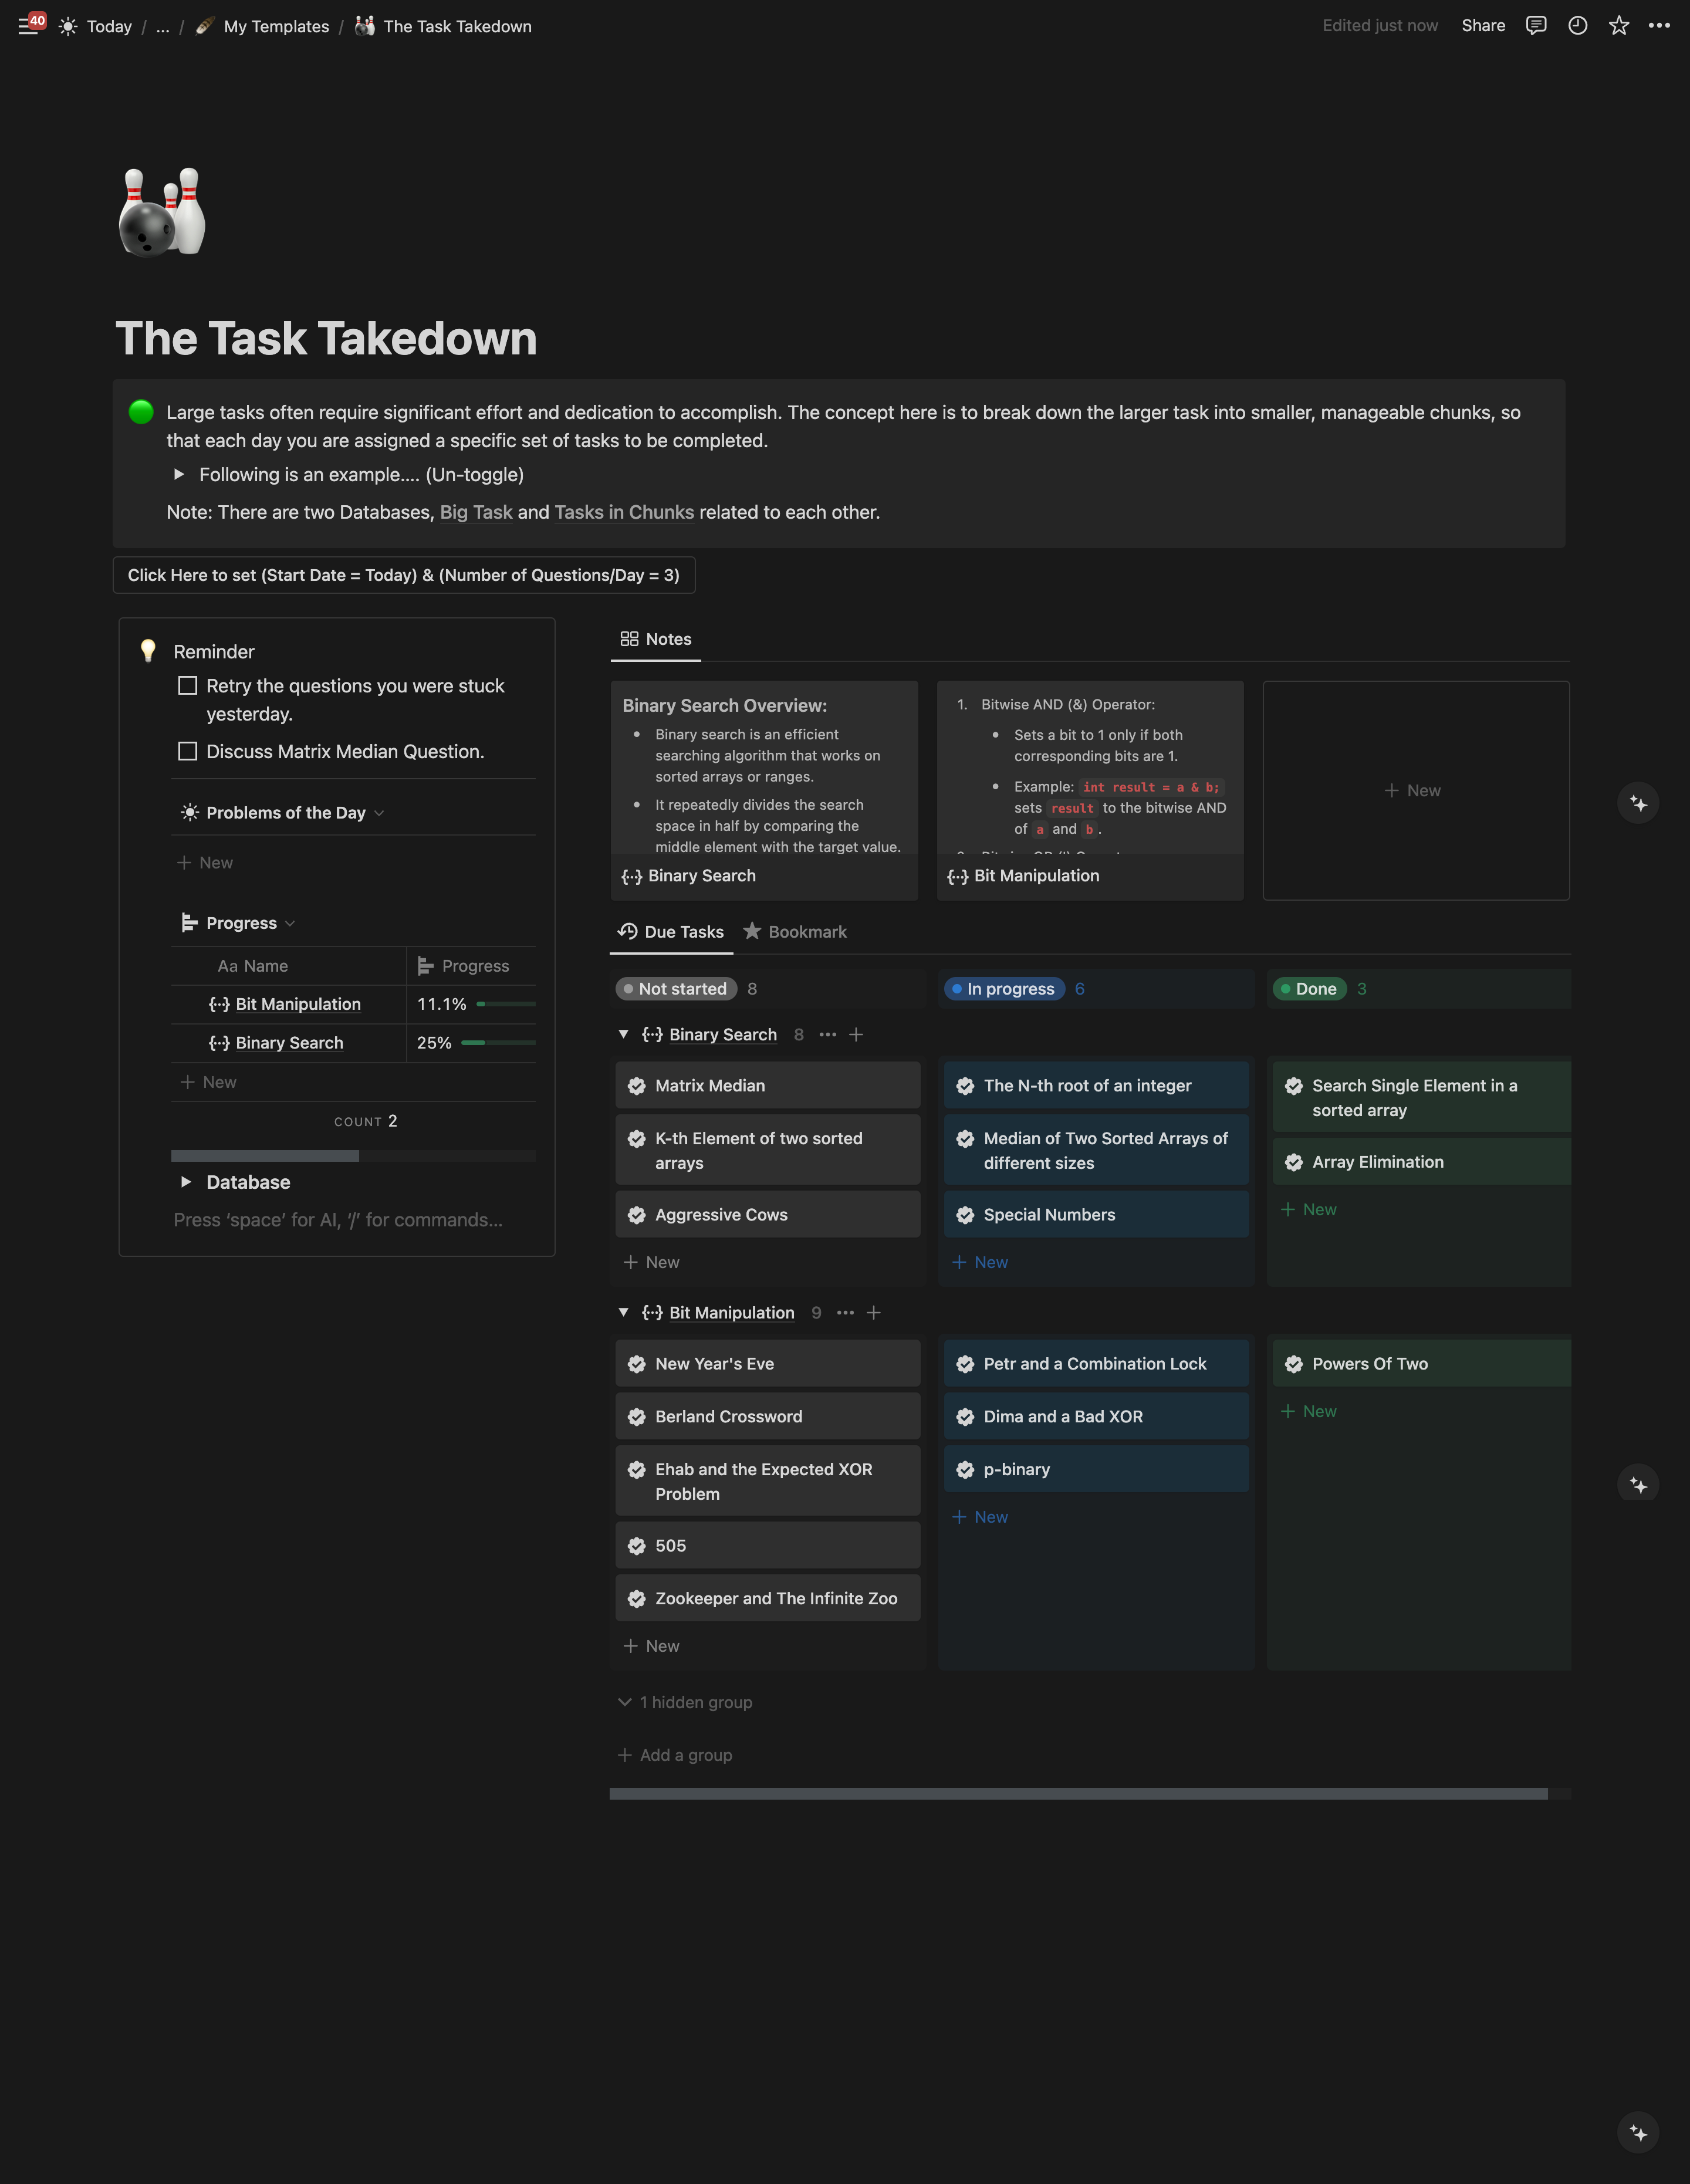 40
Today / ... / My Templates / The Task Takedown
Edited just now Share
The Task Takedown
Large tasks often require significant effort and dedication to accomplish. The concept here is to break down the larger task into smaller, manageable chunks, so
that each day you are assigned a specific set of tasks to be completed.
Following is an example.... (Un-toggle)
Note: There are two Databases, Big Task and Tasks in Chunks related to each other.
Click Here to set (Start Date = Today) & (Number of Questions/Day = 3)
Reminder
Retry the questions you were stuck
yesterday.
Discuss Matrix Median Question.
Problems of the Day
+ New
Progress
Aa Name Progress
{··} Bit Manipulation 11.1%
{··} Binary Search 25%
+ New
COUNT 2
Database
Press ‘space’ for AI, ‘/’ for commands...
Notes
Binary Search Overview:
• Binary search is an efficient
searching algorithm that works on
sorted arrays or ranges.
• It repeatedly divides the search
space in half by comparing the
middle element with the target value.
{··} Binary Search
1. Bitwise AND (&) Operator:
• Sets a bit to 1 only if both
corresponding bits are 1.
• Example: int result = a & b;
sets result to the bitwise AND
of a and b.
{··} Bit Manipulation
+ New
Due Tasks Bookmark
Not started 8 In progress 6 Done 3
{··} Binary Search 8 ••• +
Matrix Median
K-th Element of two sorted
arrays
Aggressive Cows
+ New
The N-th root of an integer
Median of Two Sorted Arrays of
different sizes
Special Numbers
+ New
Search Single Element in a
sorted array
Array Elimination
+ New
{··} Bit Manipulation 9 ••• +
New Year's Eve
Berland Crossword
Ehab and the Expected XOR
Problem
505
Zookeeper and The Infinite Zoo
+ New
Petr and a Combination Lock
Dima and a Bad XOR
p-binary
+ New
Powers Of Two
+ New
1 hidden group
+ Add a group